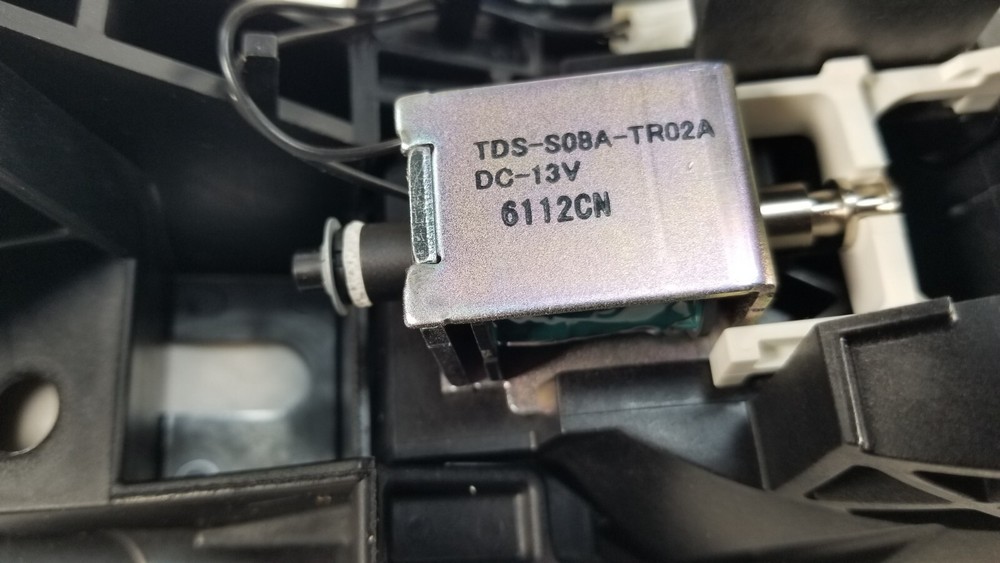 TDS-S08A-TR02A
DC-13V
6112CN